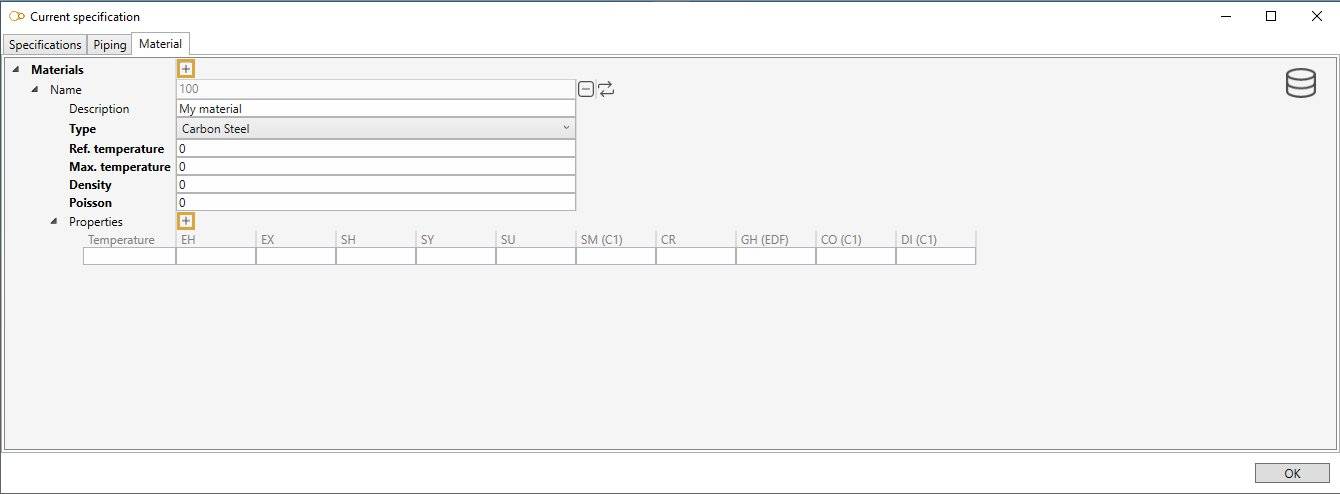 Current specification
Specifications Piping Material
Materials
Name 100
Description My material
Type Carbon Steel
Ref. temperature 0
Max. temperature 0
Density 0
Poisson 0
Properties
Temperature EH EX SH SY SU SM (C1) CR GH (EDF) CO (C1) DI (C1)
OK